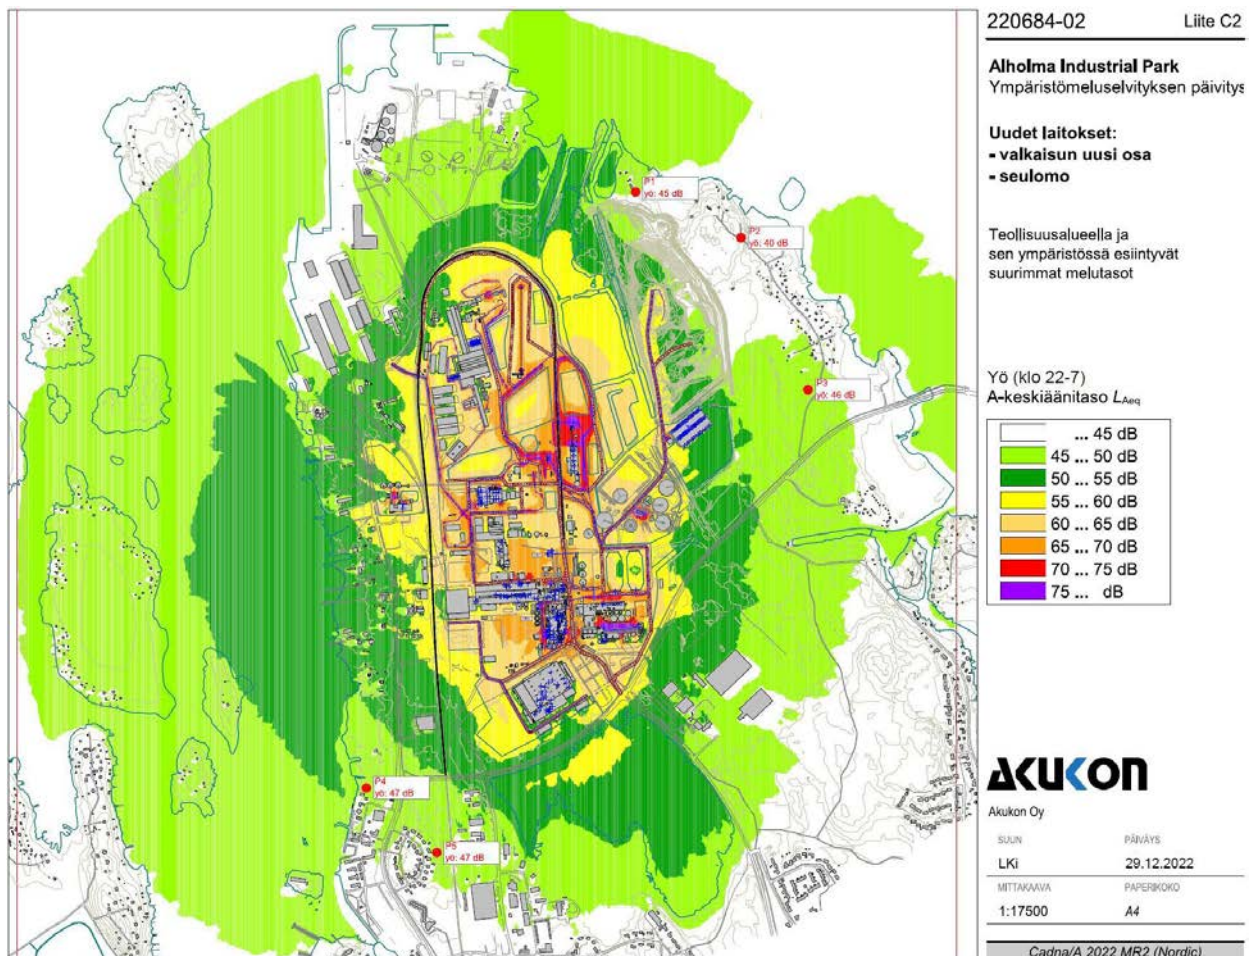 220684-02 Liite C2
Alholma Industrial Park
Ympäristömeluselvityksen päivitys
Uudet laitokset:
- valkaisun uusi osa
- seulomo
Teollisuusalueella ja
sen ympäristössä esiintyvät
suurimmat melutasot
Yö (klo 22-7)
A-keskiäänitaso LAeq
... 45 dB
45 ... 50 dB
50 ... 55 dB
55 ... 60 dB
60 ... 65 dB
65 ... 70 dB
70 ... 75 dB
75 ... dB
P1
yö: 45 dB
P2
yö: 40 dB
P3
yö: 46 dB
P4
yö: 47 dB
P5
yö: 47 dB
AKUKON
Akukon Oy
SUUN PÄIVÄYS
LKi 29.12.2022
MITTAKAAVA PAPERIKOKO
1:17500 A4
Cadna/A 2022 MR2 (Nordic)